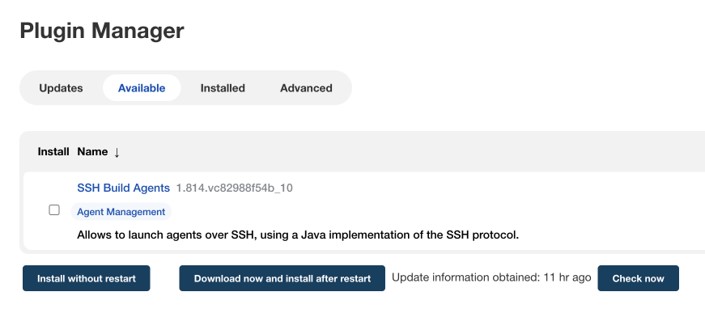 Plugin Manager
Updates Available Installed Advanced
Install Name ↓
SSH Build Agents 1.814.vc82988f54b_10
Agent Management
Allows to launch agents over SSH, using a Java implementation of the SSH protocol.
Install without restart Download now and install after restart Update information obtained: 11 hr ago Check now